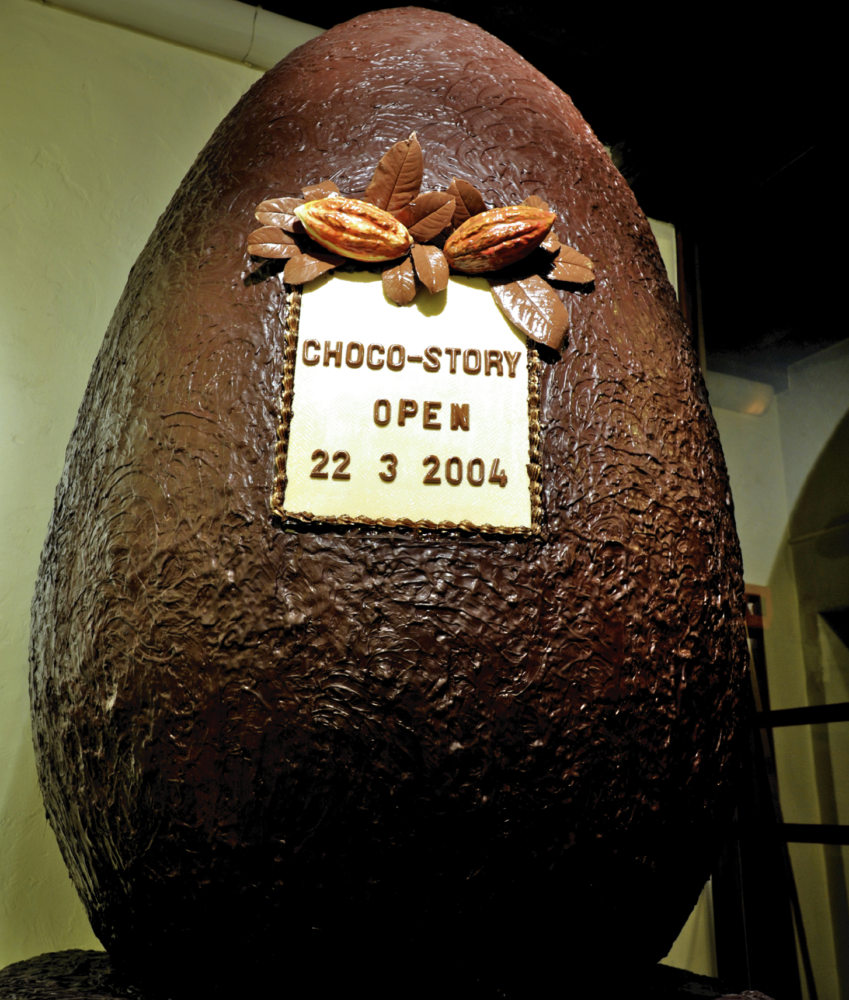 CHOCO-STORY
OPEN
22 3 2004